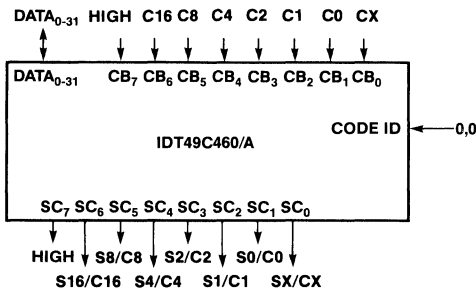 DATA0-31 HIGH C16 C8 C4 C2 C1 C0 CX
DATA0-31 CB7 CB6 CB5 CB4 CB3 CB2 CB1 CB0
CODE ID 0,0
IDT49C460/A
SC7 SC6 SC5 SC4 SC3 SC2 SC1 SC0
HIGH S8/C8 S2/C2 S0/C0
S16/C16 S4/C4 S1/C1 SX/CX